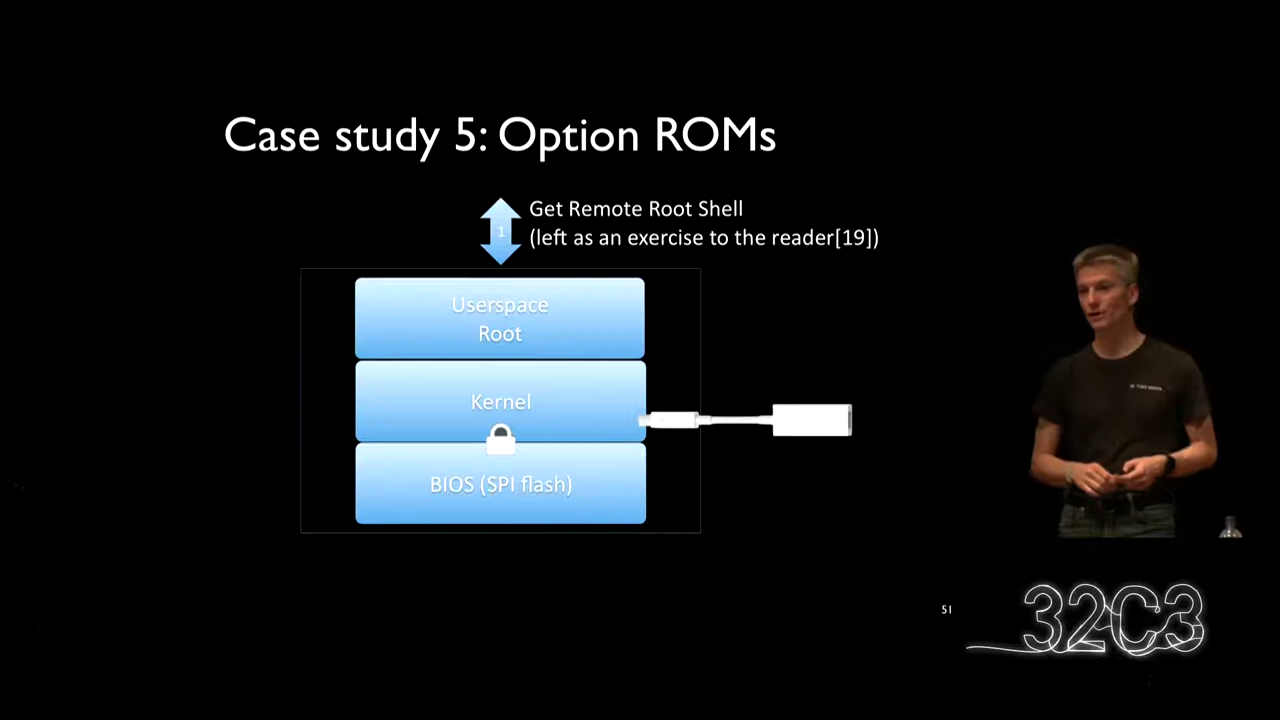 Case study 5: Option ROMs
1
Get Remote Root Shell
(left as an exercise to the reader[19])
Userspace
Root
Kernel
BIOS (SPI flash)
51
32C3